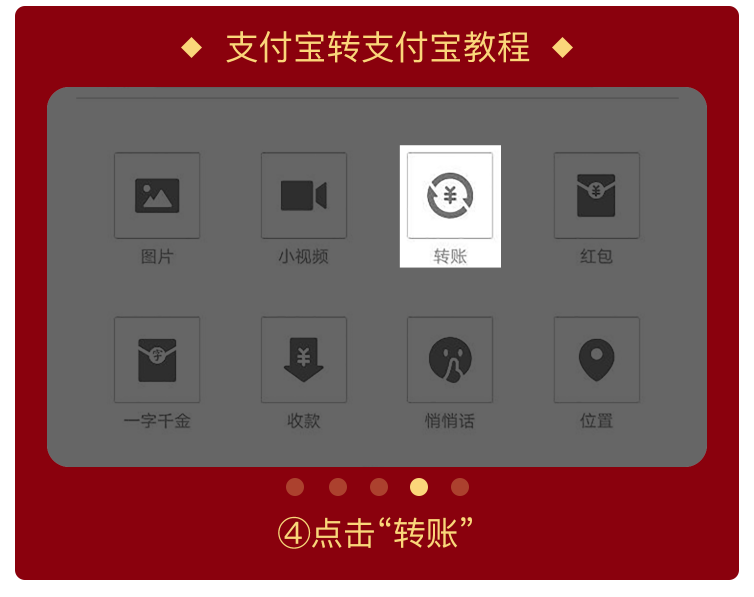 支付宝转支付宝教程
图片 小视频 转账 红包
一字千金 收款 悄悄话 位置
④点击“转账”